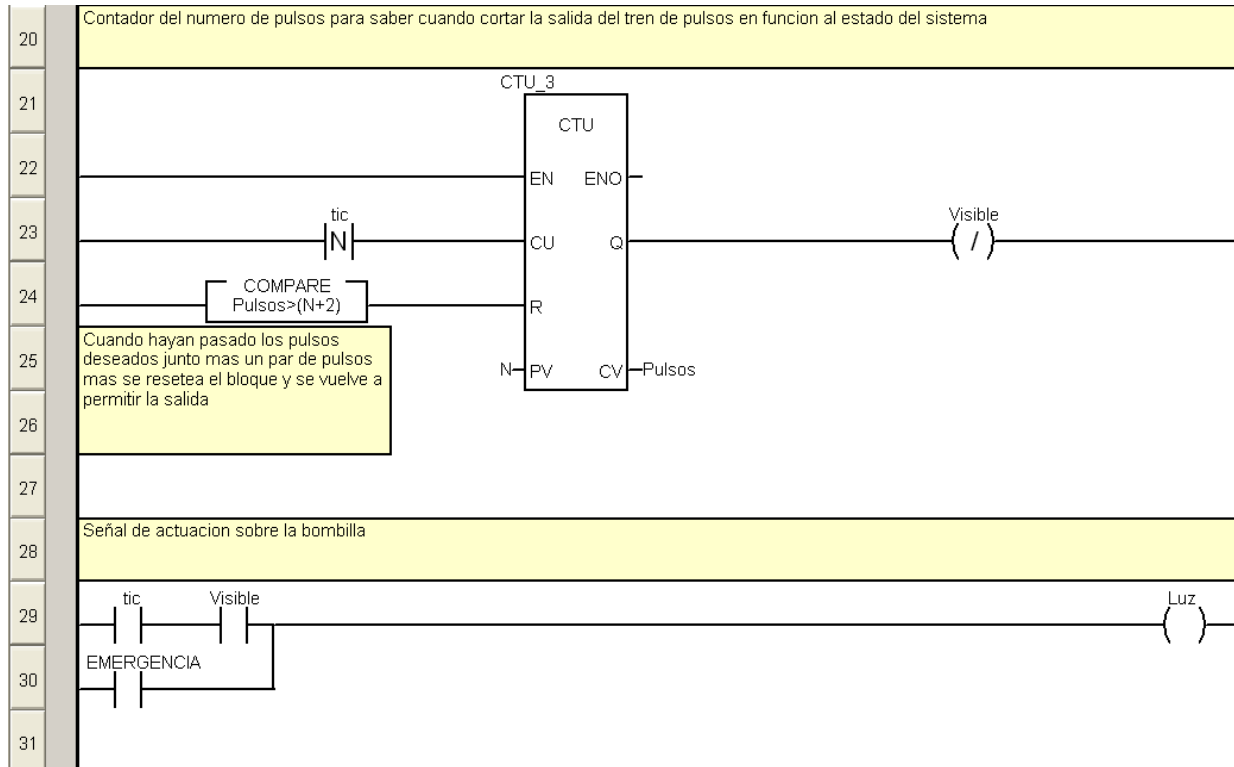 20
Contador del numero de pulsos para saber cuando cortar la salida del tren de pulsos en funcion al estado del sistema
21
CTU_3
CTU
22
EN ENO
23
tic
N
CU Q
Visible
/
24
COMPARE
Pulsos>(N+2)
R
25
Cuando hayan pasado los pulsos
deseados junto mas un par de pulsos
mas se resetea el bloque y se vuelve a
permitir la salida
N PV CV Pulsos
26
27
28
Señal de actuacion sobre la bombilla
29
tic Visible Luz
30
EMERGENCIA
31